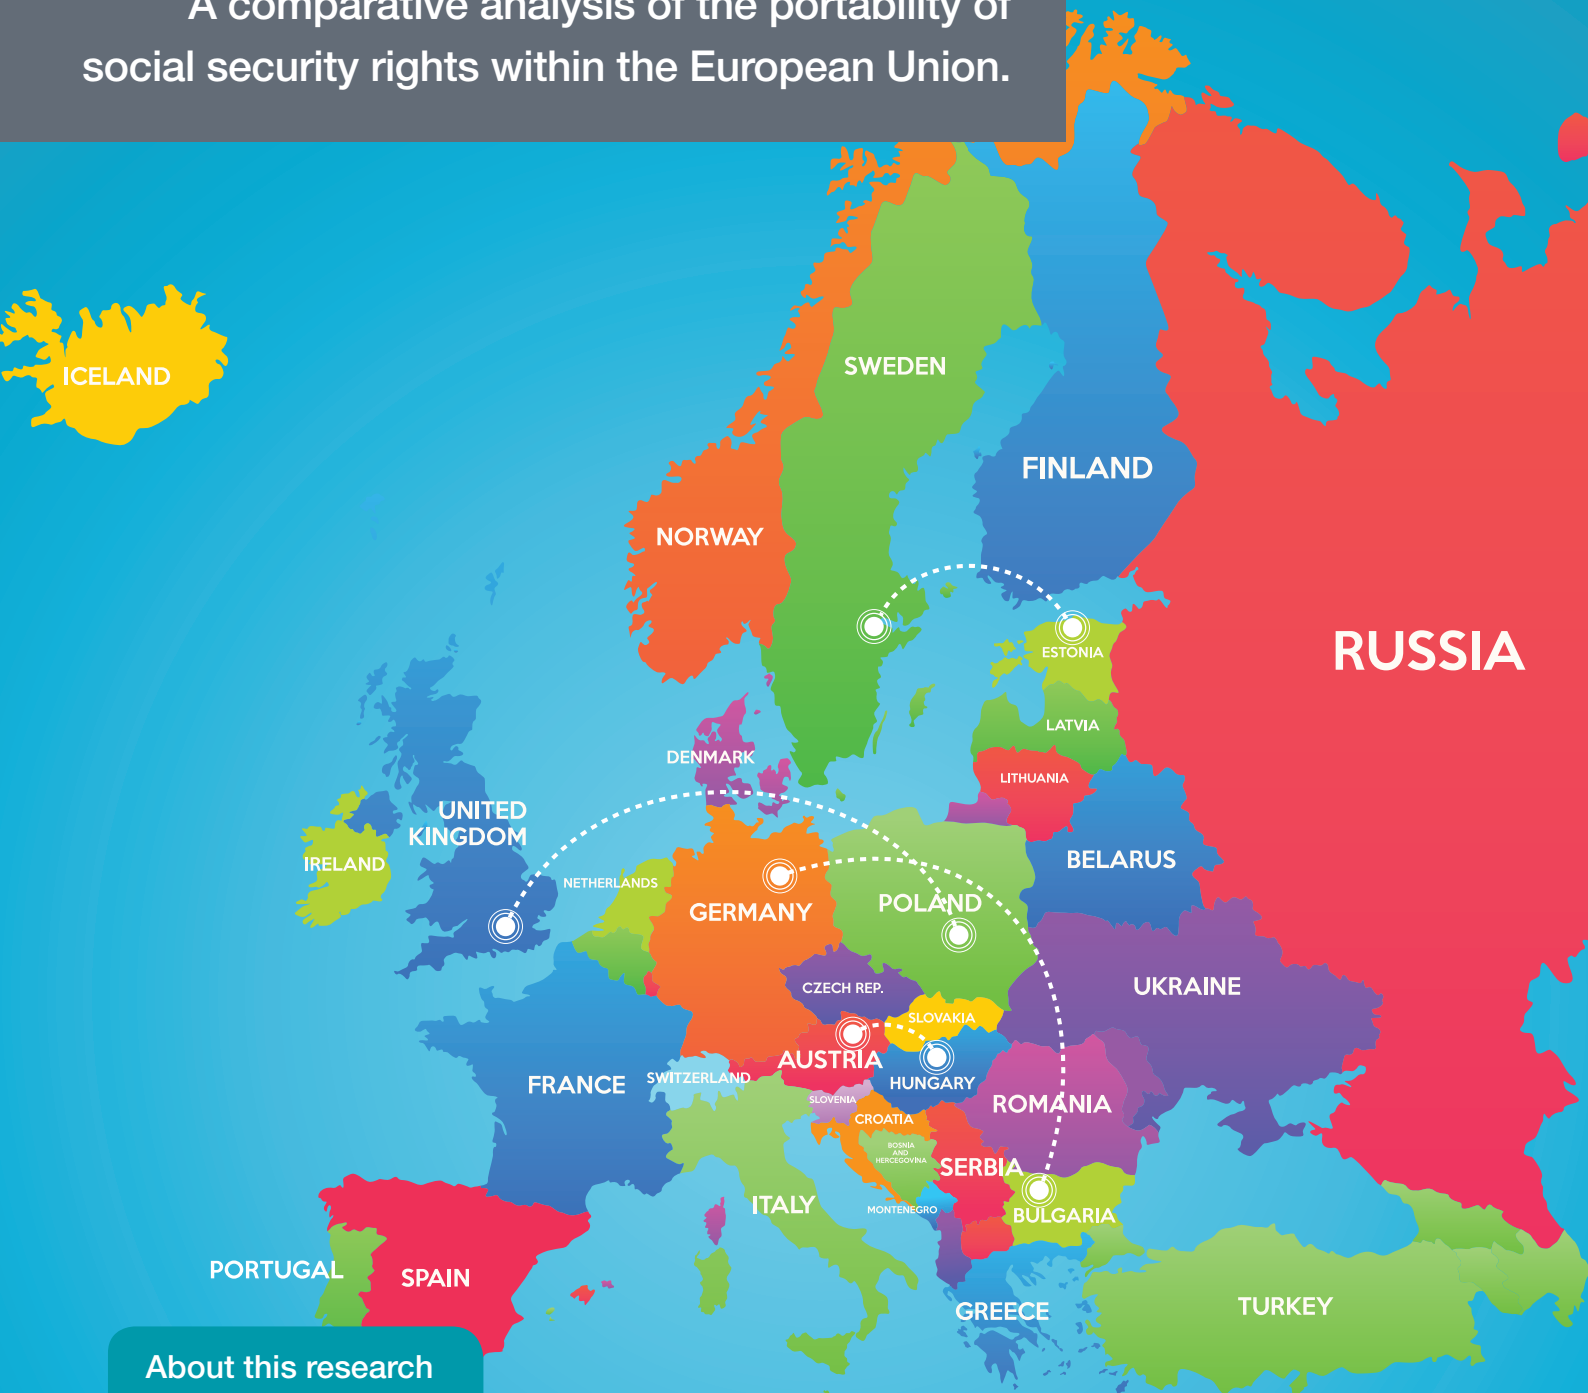 A comparative analysis of the portability of
social security rights within the European Union.
ICELAND
SWEDEN
FINLAND
NORWAY
RUSSIA
ESTONIA
LATVIA
DENMARK
LITHUANIA
UNITED
KINGDOM
IRELAND
BELARUS
NETHERLANDS
GERMANY
POLAND
CZECH REP.
UKRAINE
SLOVAKIA
AUSTRIA
FRANCE
SWITZERLAND
HUNGARY
SLOVENIA
ROMANIA
CROATIA
BOSNIA
AND
HERCEGOVINA
SERBIA
ITALY
MONTENEGRO
BULGARIA
PORTUGAL
SPAIN
GREECE
TURKEY
About this research